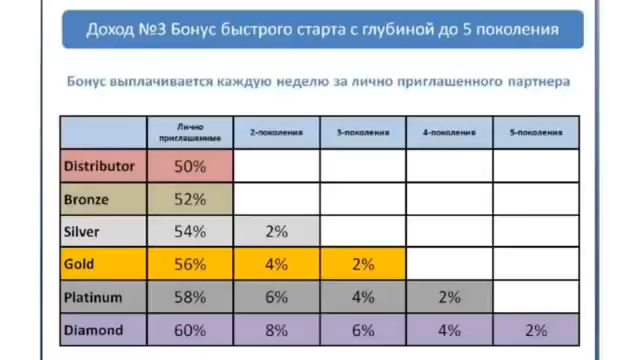 Доход №3 Бонус быстрого старта с глубиной до 5 поколения
Бонус выплачивается каждую неделю за лично приглашенного партнера
Лично приглашенные 2-поколения 3-поколения 4-поколения 5-поколения
Distributor 50%
Bronze 52%
Silver 54% 2%
Gold 56% 4% 2%
Platinum 58% 6% 4% 2%
Diamond 60% 8% 6% 4% 2%